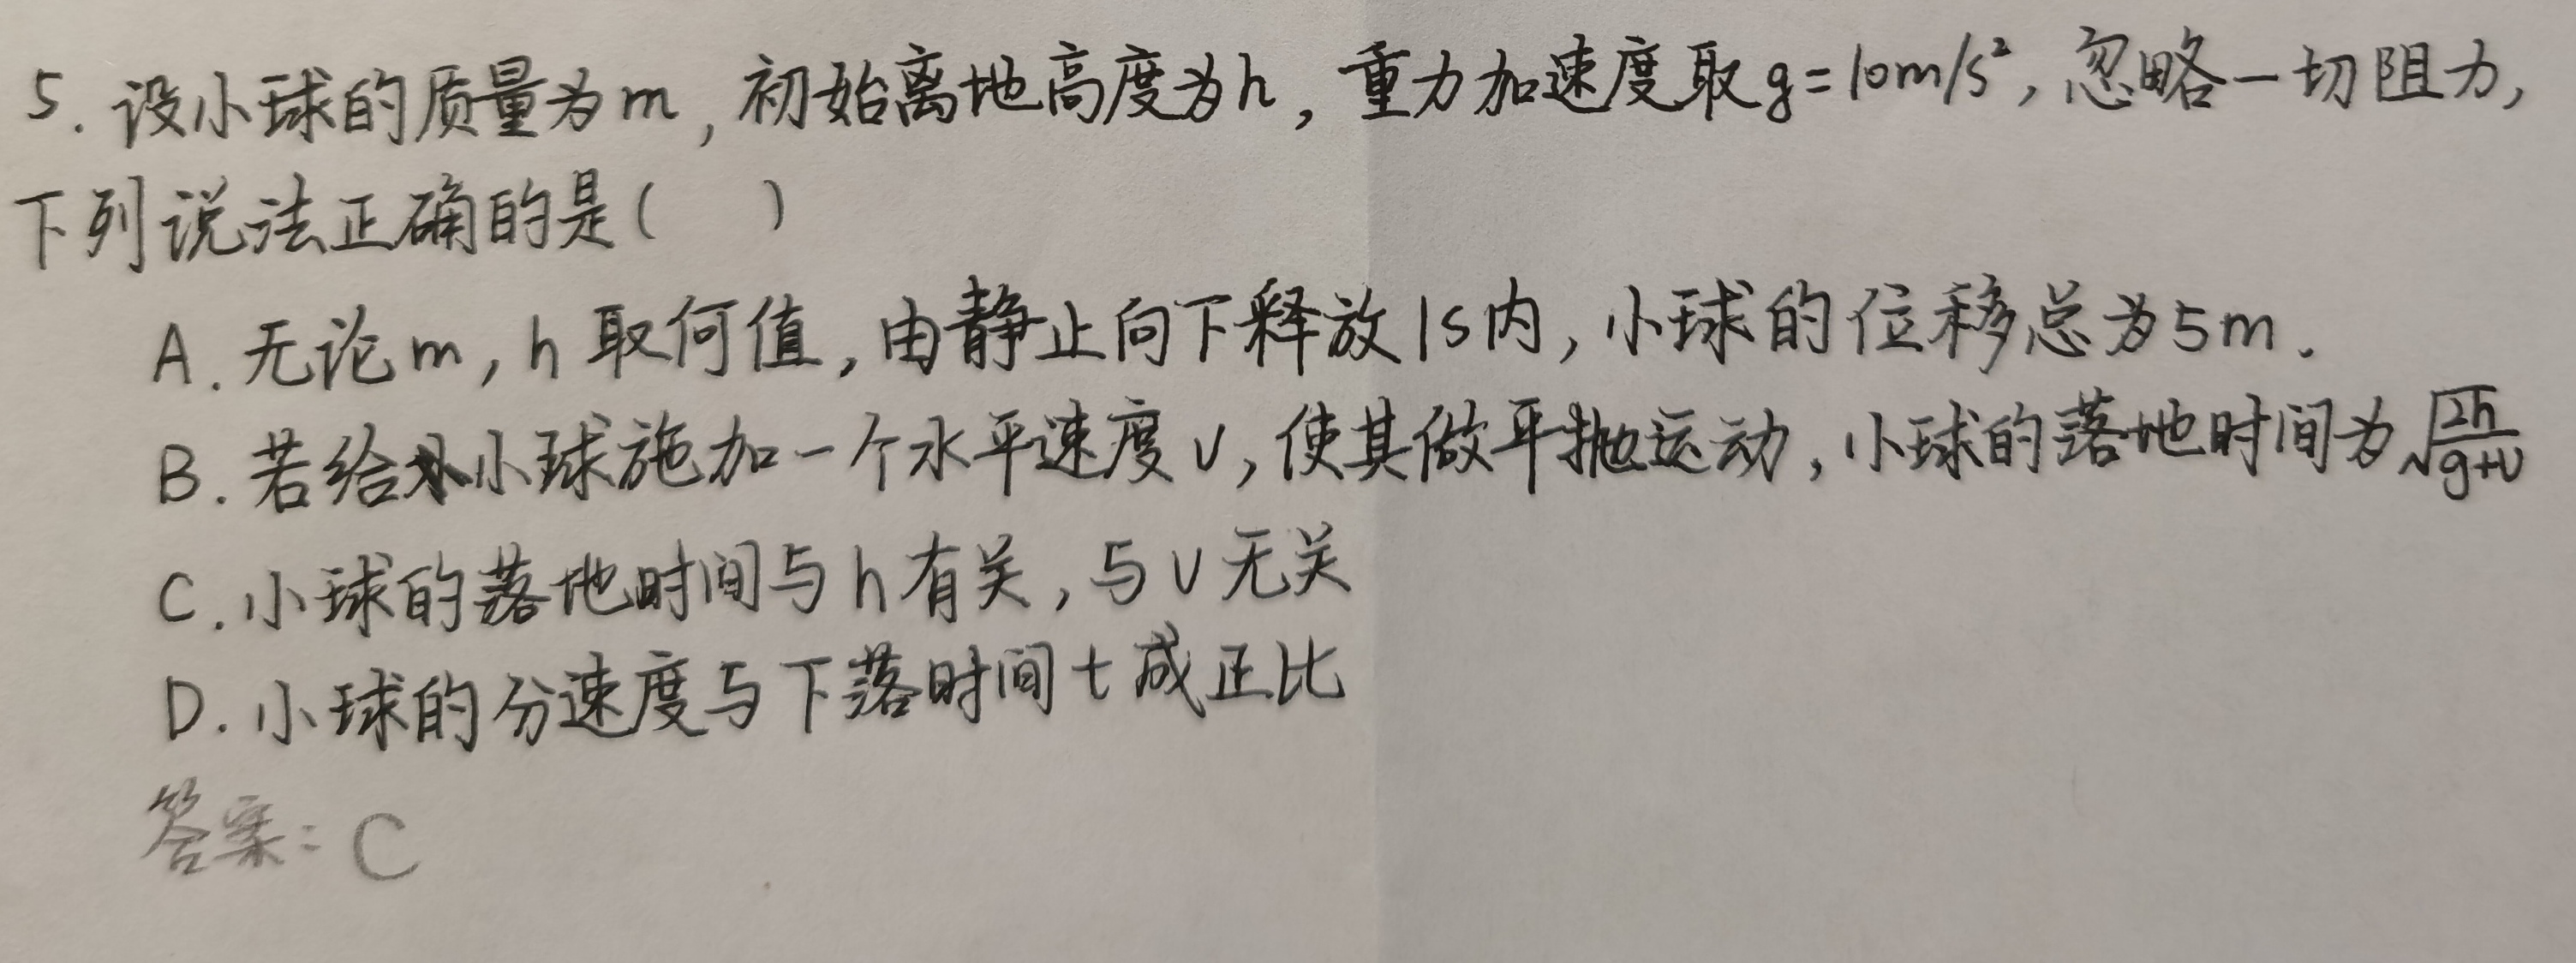 5. 设小球的质量为m, 初始离地高度为h, 重力加速度取g=10m/s², 忽略一切阻力,
下列说法正确的是( )
A. 无论m, h取何值, 由静止向下释放1s内, 小球的位移总为5m.
B. 若给小球施加一个水平速度v, 使其做平抛运动, 小球的落地时间为√(2h/(g+v))
C. 小球的落地时间与h有关, 与v无关
D. 小球的分速度与下落时间t成正比
答案: C